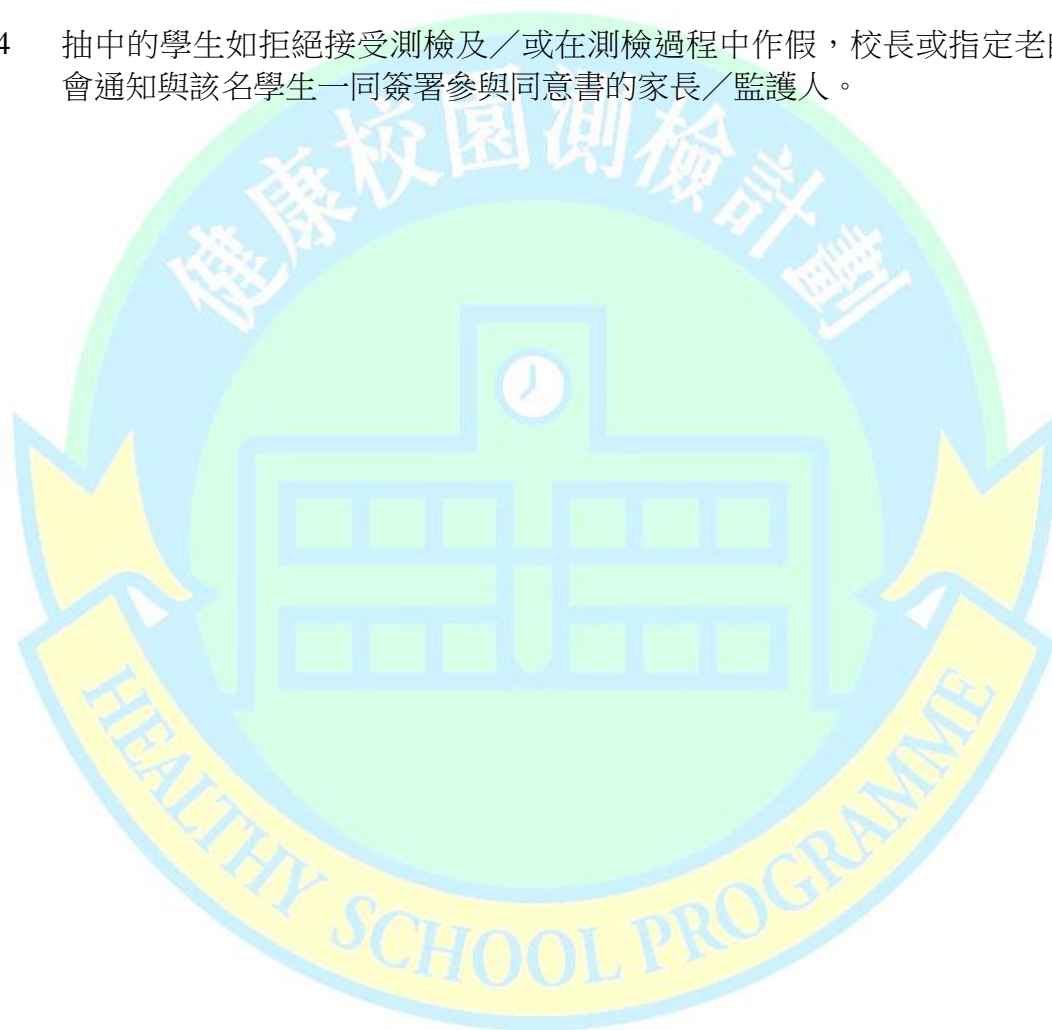 4 抽中的學生如拒絕接受測檢及／或在測檢過程中作假，校長或指定老
會通知與該名學生一同簽署參與同意書的家長／監護人。
健康校園測檢計劃
HEALTHY SCHOOL PROGRAMME